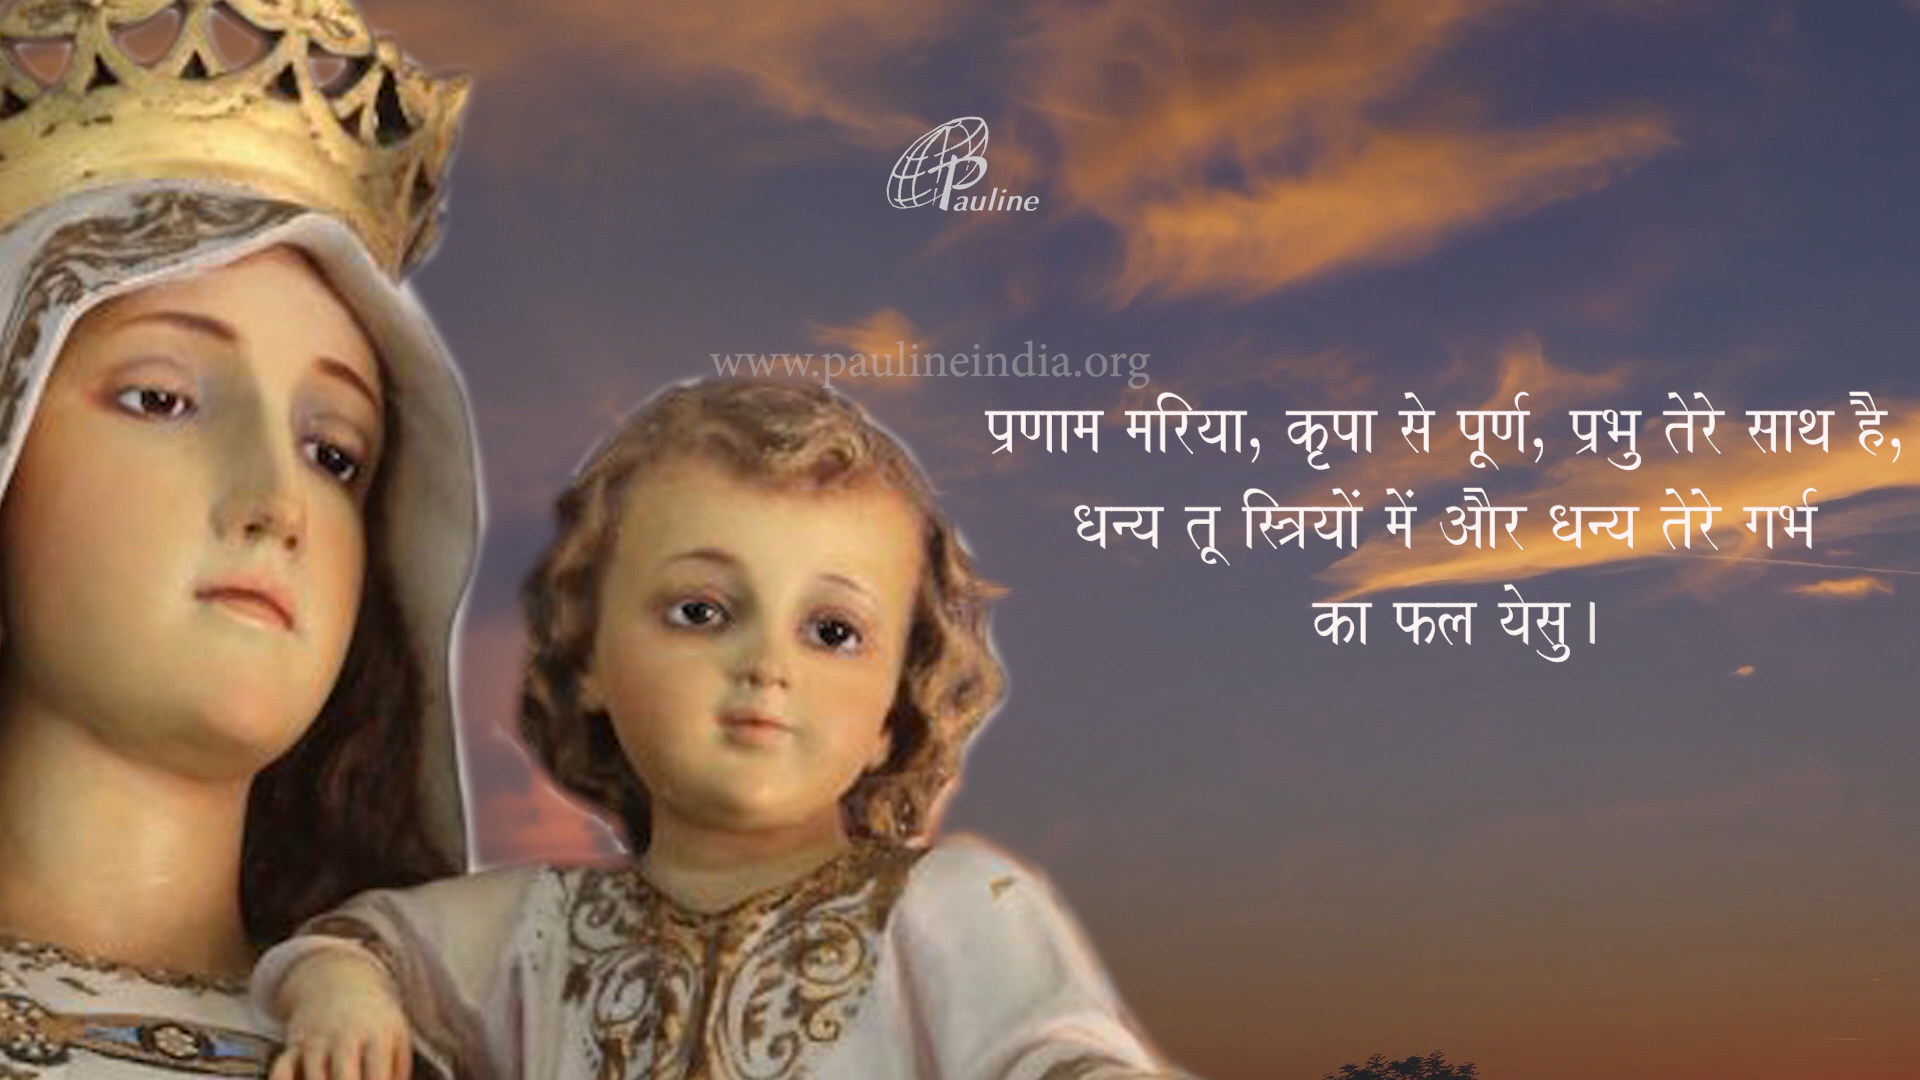 Pauline
www.paulineindia.org
प्रणाम मरिया, कृपा से पूर्ण, प्रभु तेरे साथ है,
धन्य तू स्त्रियों में और धन्य तेरे गर्भ
का फल येसु।